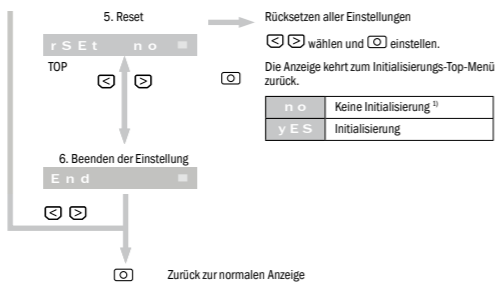 5. Reset
Rücksetzen aller Einstellungen
rSEt no
< > wählen und O einstellen.
TOP
< >
O
Die Anzeige kehrt zum Initialisierungs-Top-Menü
zurück.
no Keine Initialisierung 1)
yES Initialisierung
6. Beenden der Einstellung
End
< >
O Zurück zur normalen Anzeige